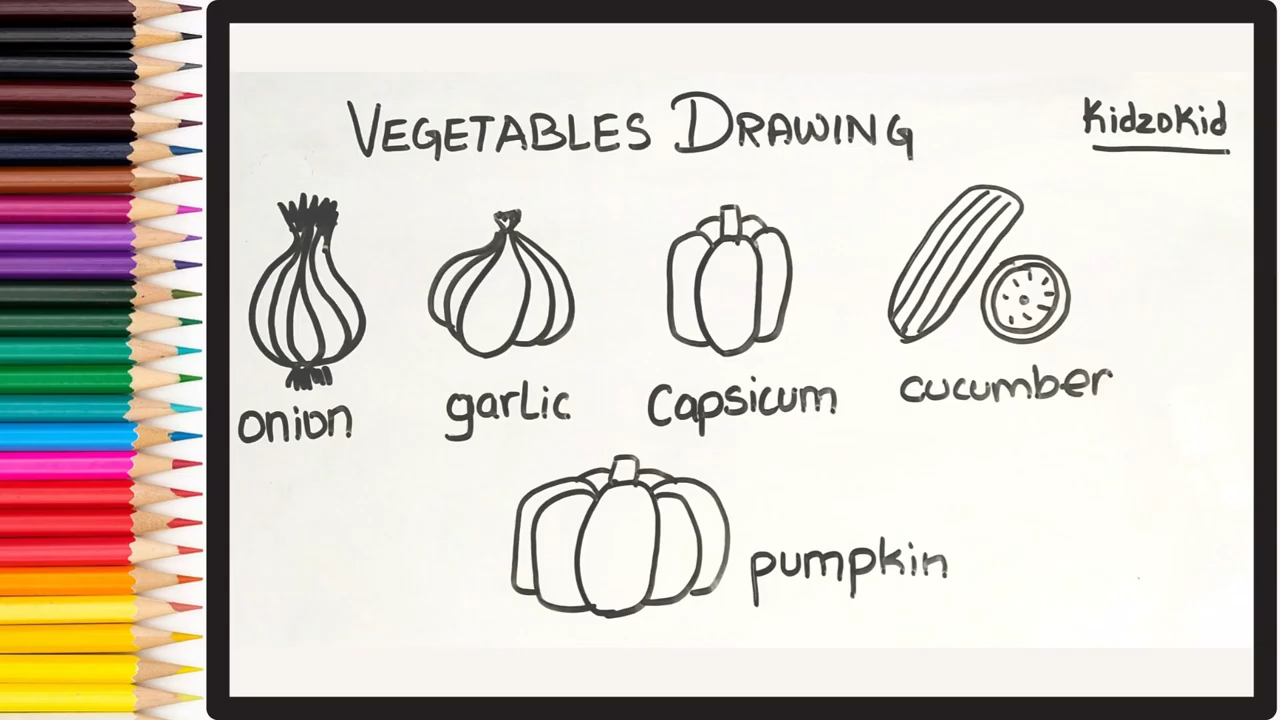 VEGETABLES DRAWING
KidzoKid
onion
garlic
Capsicum
cucumber
pumpkin